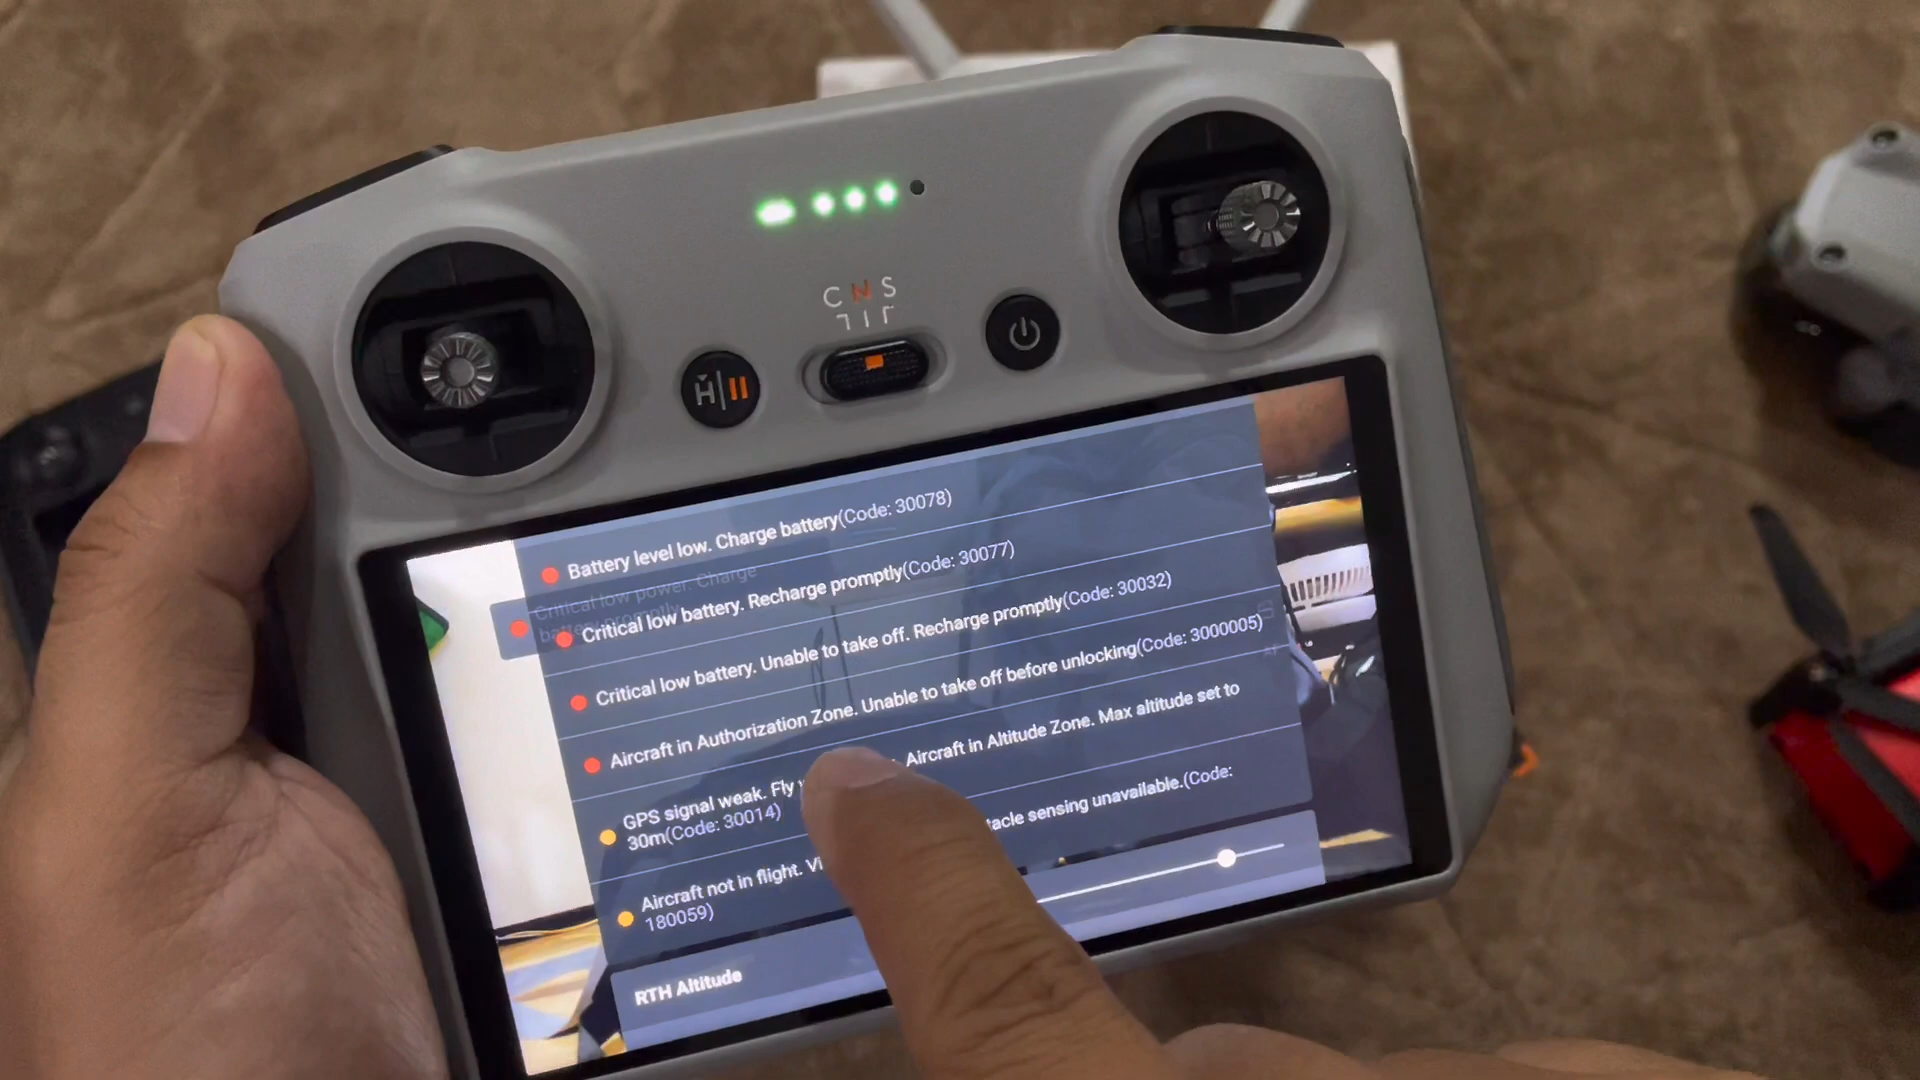 C N S
Battery level low. Charge battery(Code: 30078)
Critical low power. Charge
Critical low battery. Recharge promptly(Code: 30077)
Critical low battery. Unable to take off. Recharge promptly(Code: 30032)
Aircraft in Authorization Zone. Unable to take off before unlocking(Code: 3000005)
GPS signal weak. Fly Aircraft in Altitude Zone. Max altitude set to
30m(Code: 30014)
Aircraft not in flight. sensing unavailable.(Code:
180059)
RTH Altitude